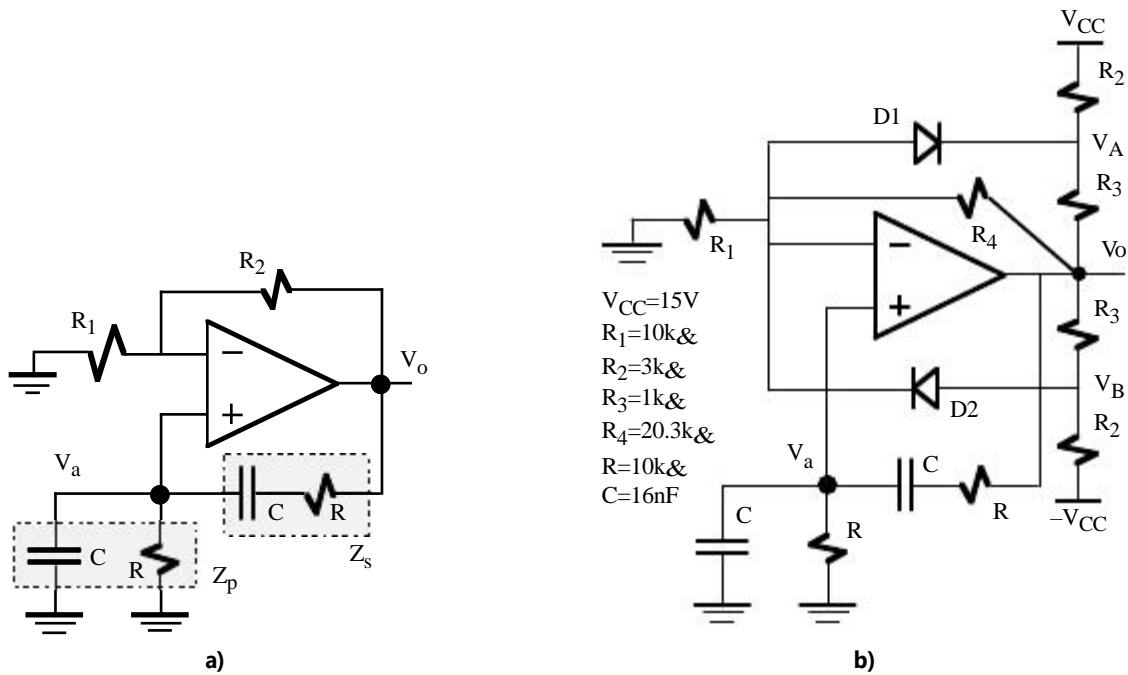 R2
R1
Vo
Va
C
R
Zs
C
R
Zp
a)
VCC
R2
D1
VA
R3
R1
R4
Vo
VCC=15V
R1=10k&
R2=3k&
R3=1k&
R4=20.3k&
R=10k&
C=16nF
R3
VB
D2
R2
Va
C
R
C
R
–VCC
b)